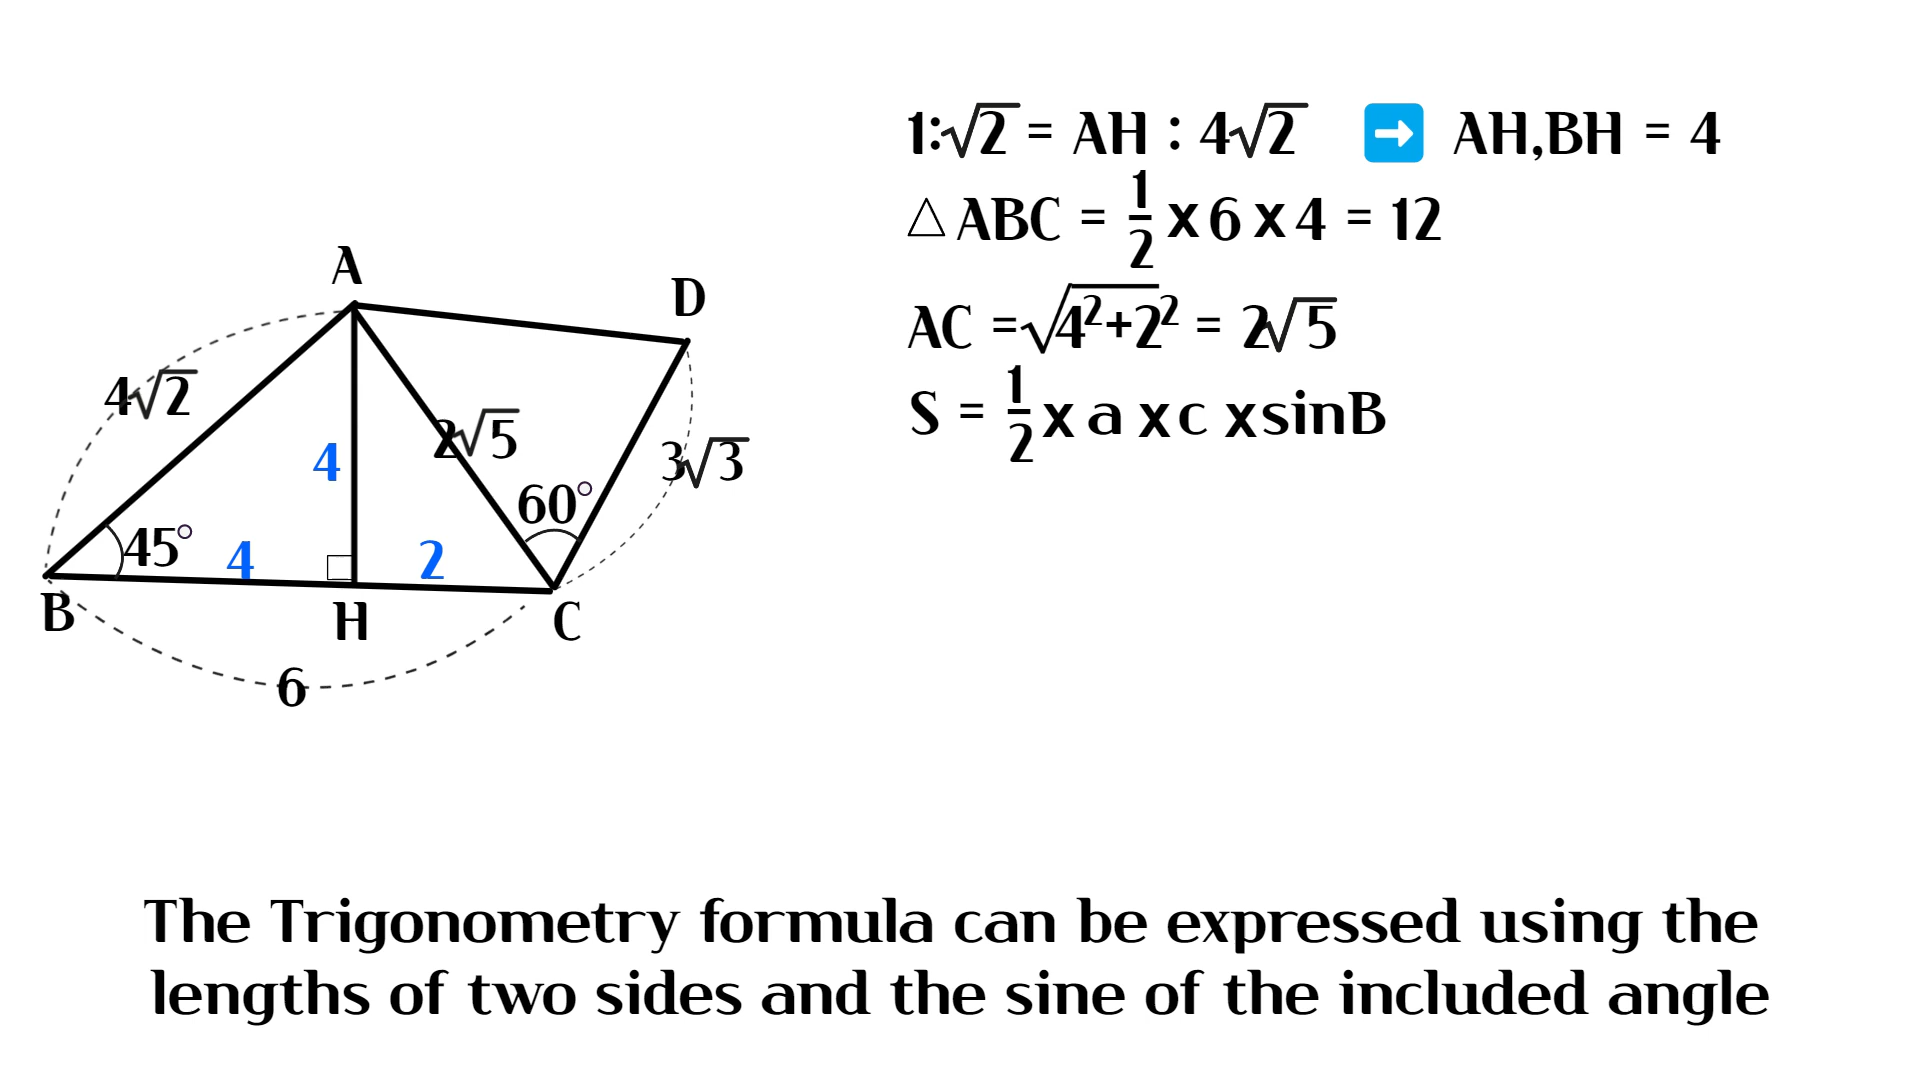 1:√2 = AH : 4√2 ➡ AH,BH = 4
△ABC = 1/2 x 6 x 4 = 12
AC = √4²+2² = 2√5
S = 1/2 x a x c x sinB
A
D
4√2
2√5
3√3
4
60°
45°
4
2
B
H
C
6
The Trigonometry formula can be expressed using the
lengths of two sides and the sine of the included angle